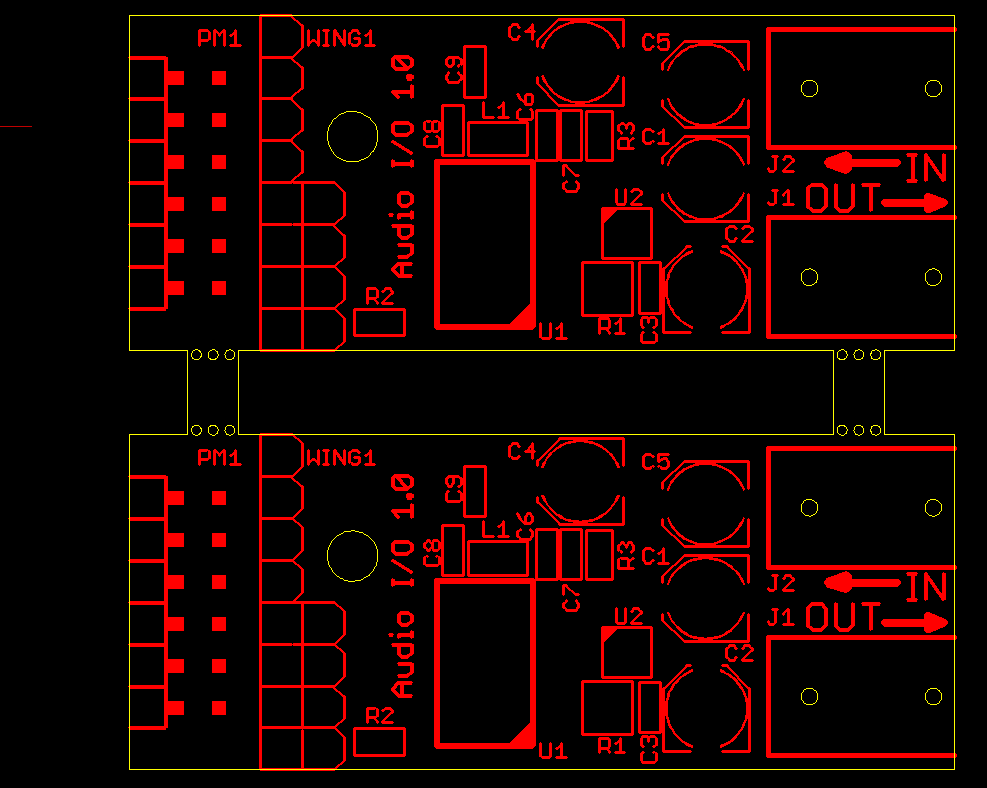 PM1
WING1
C4
C5
C9
Audio I/O 1.0
L1
C6
C8
R3
C1
C7
J2
IN
J1
OUT
U2
C2
R2
R1
C3
U1
PM1
WING1
C4
C5
C9
Audio I/O 1.0
L1
C6
C8
R3
C1
C7
J2
IN
J1
OUT
U2
C2
R2
R1
C3
U1